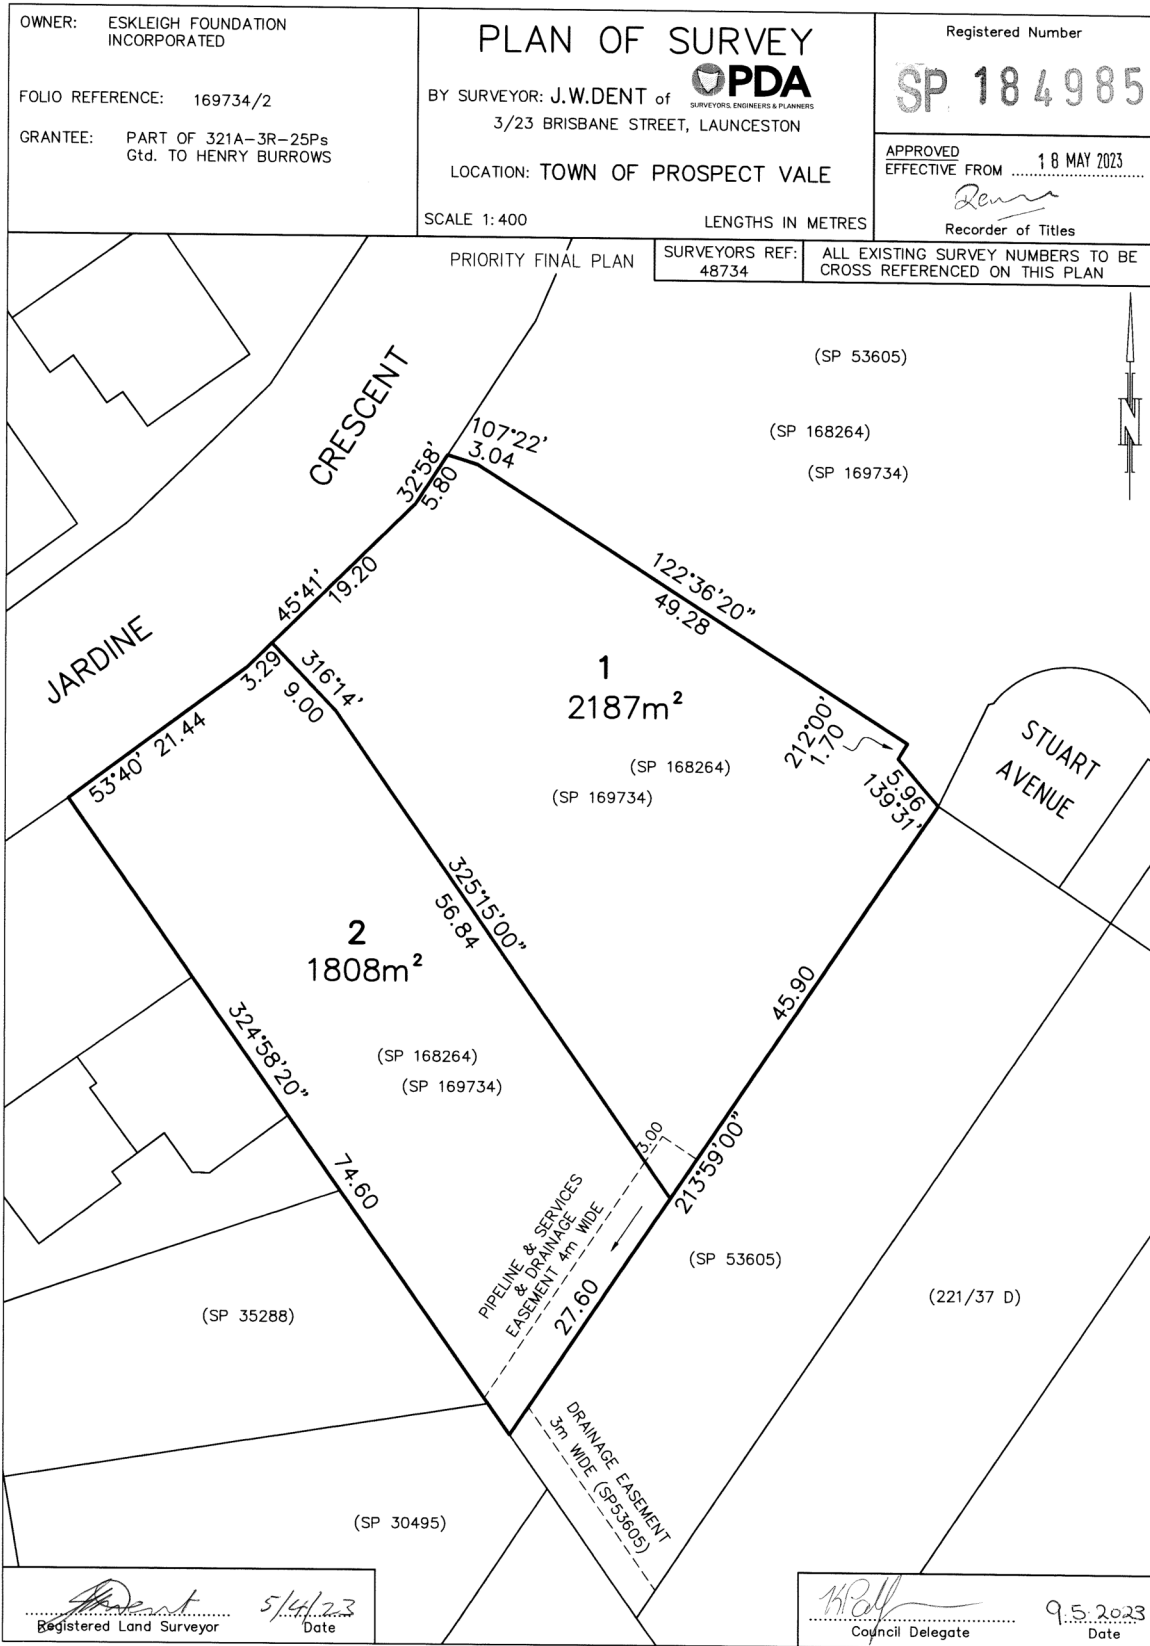 OWNER: ESKLEIGH FOUNDATION
INCORPORATED
FOLIO REFERENCE: 169734/2
GRANTEE: PART OF 321A-3R-25Ps
Gtd. TO HENRY BURROWS
PLAN OF SURVEY
BY SURVEYOR: J.W.DENT of PDA
SURVEYORS, ENGINEERS & PLANNERS
3/23 BRISBANE STREET, LAUNCESTON
LOCATION: TOWN OF PROSPECT VALE
SCALE 1:400
LENGTHS IN METRES
Registered Number
SP 184985
APPROVED
EFFECTIVE FROM 18 MAY 2023
Recorder of Titles
PRIORITY FINAL PLAN
SURVEYORS REF:
48734
ALL EXISTING SURVEY NUMBERS TO BE
CROSS REFERENCED ON THIS PLAN
N
(SP 53605)
(SP 168264)
(SP 169734)
JARDINE CRESCENT
107°22'
3.04
32°58'
5.80
45°41'
19.20
122°36'20"
49.28
3.29
316°14'
9.00
53°40' 21.44
1
2187m²
(SP 168264)
(SP 169734)
212°00'
1.70
5.96
139°31'
STUART
AVENUE
325°15'00"
56.84
2
1808m²
(SP 168264)
(SP 169734)
324°58'20"
74.60
45.90
213°59'00"
3.00
PIPELINE & SERVICES
& DRAINAGE
EASEMENT 4m WIDE
27.60
(SP 53605)
(221/37 D)
(SP 35288)
DRAINAGE EASEMENT
3m WIDE (SP53605)
(SP 30495)
5/4/23
Registered Land Surveyor
Date
9.5.2023
Council Delegate
Date